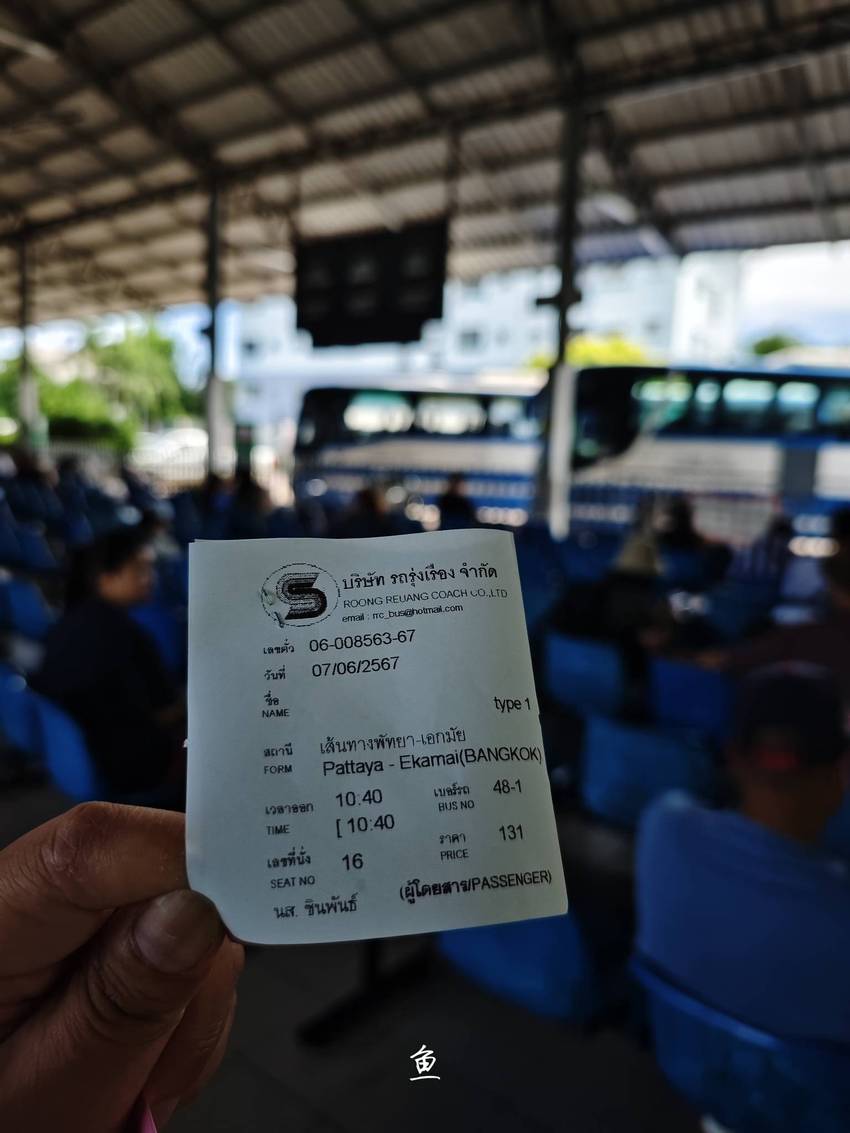 S
บริษัท รถรุ่งเรือง จำกัด
ROONG REUANG COACH CO.,LTD
email : rrc_bus@hotmail.com
เลขตั๋ว 06-008563-67
วันที่ 07/06/2567
ชื่อ
NAME type 1
สถานี เส้นทางพัทยา-เอกมัย
FORM Pattaya - Ekamai(BANGKOK)
เวลาออก 10:40 เบอร์รถ 48-1
TIME [ 10:40 BUS NO
ราคา 131
เลขที่นั่ง 16 PRICE
SEAT NO
นส. ชินพันธ์ (ผู้โดยสาร/PASSENGER)
鱼